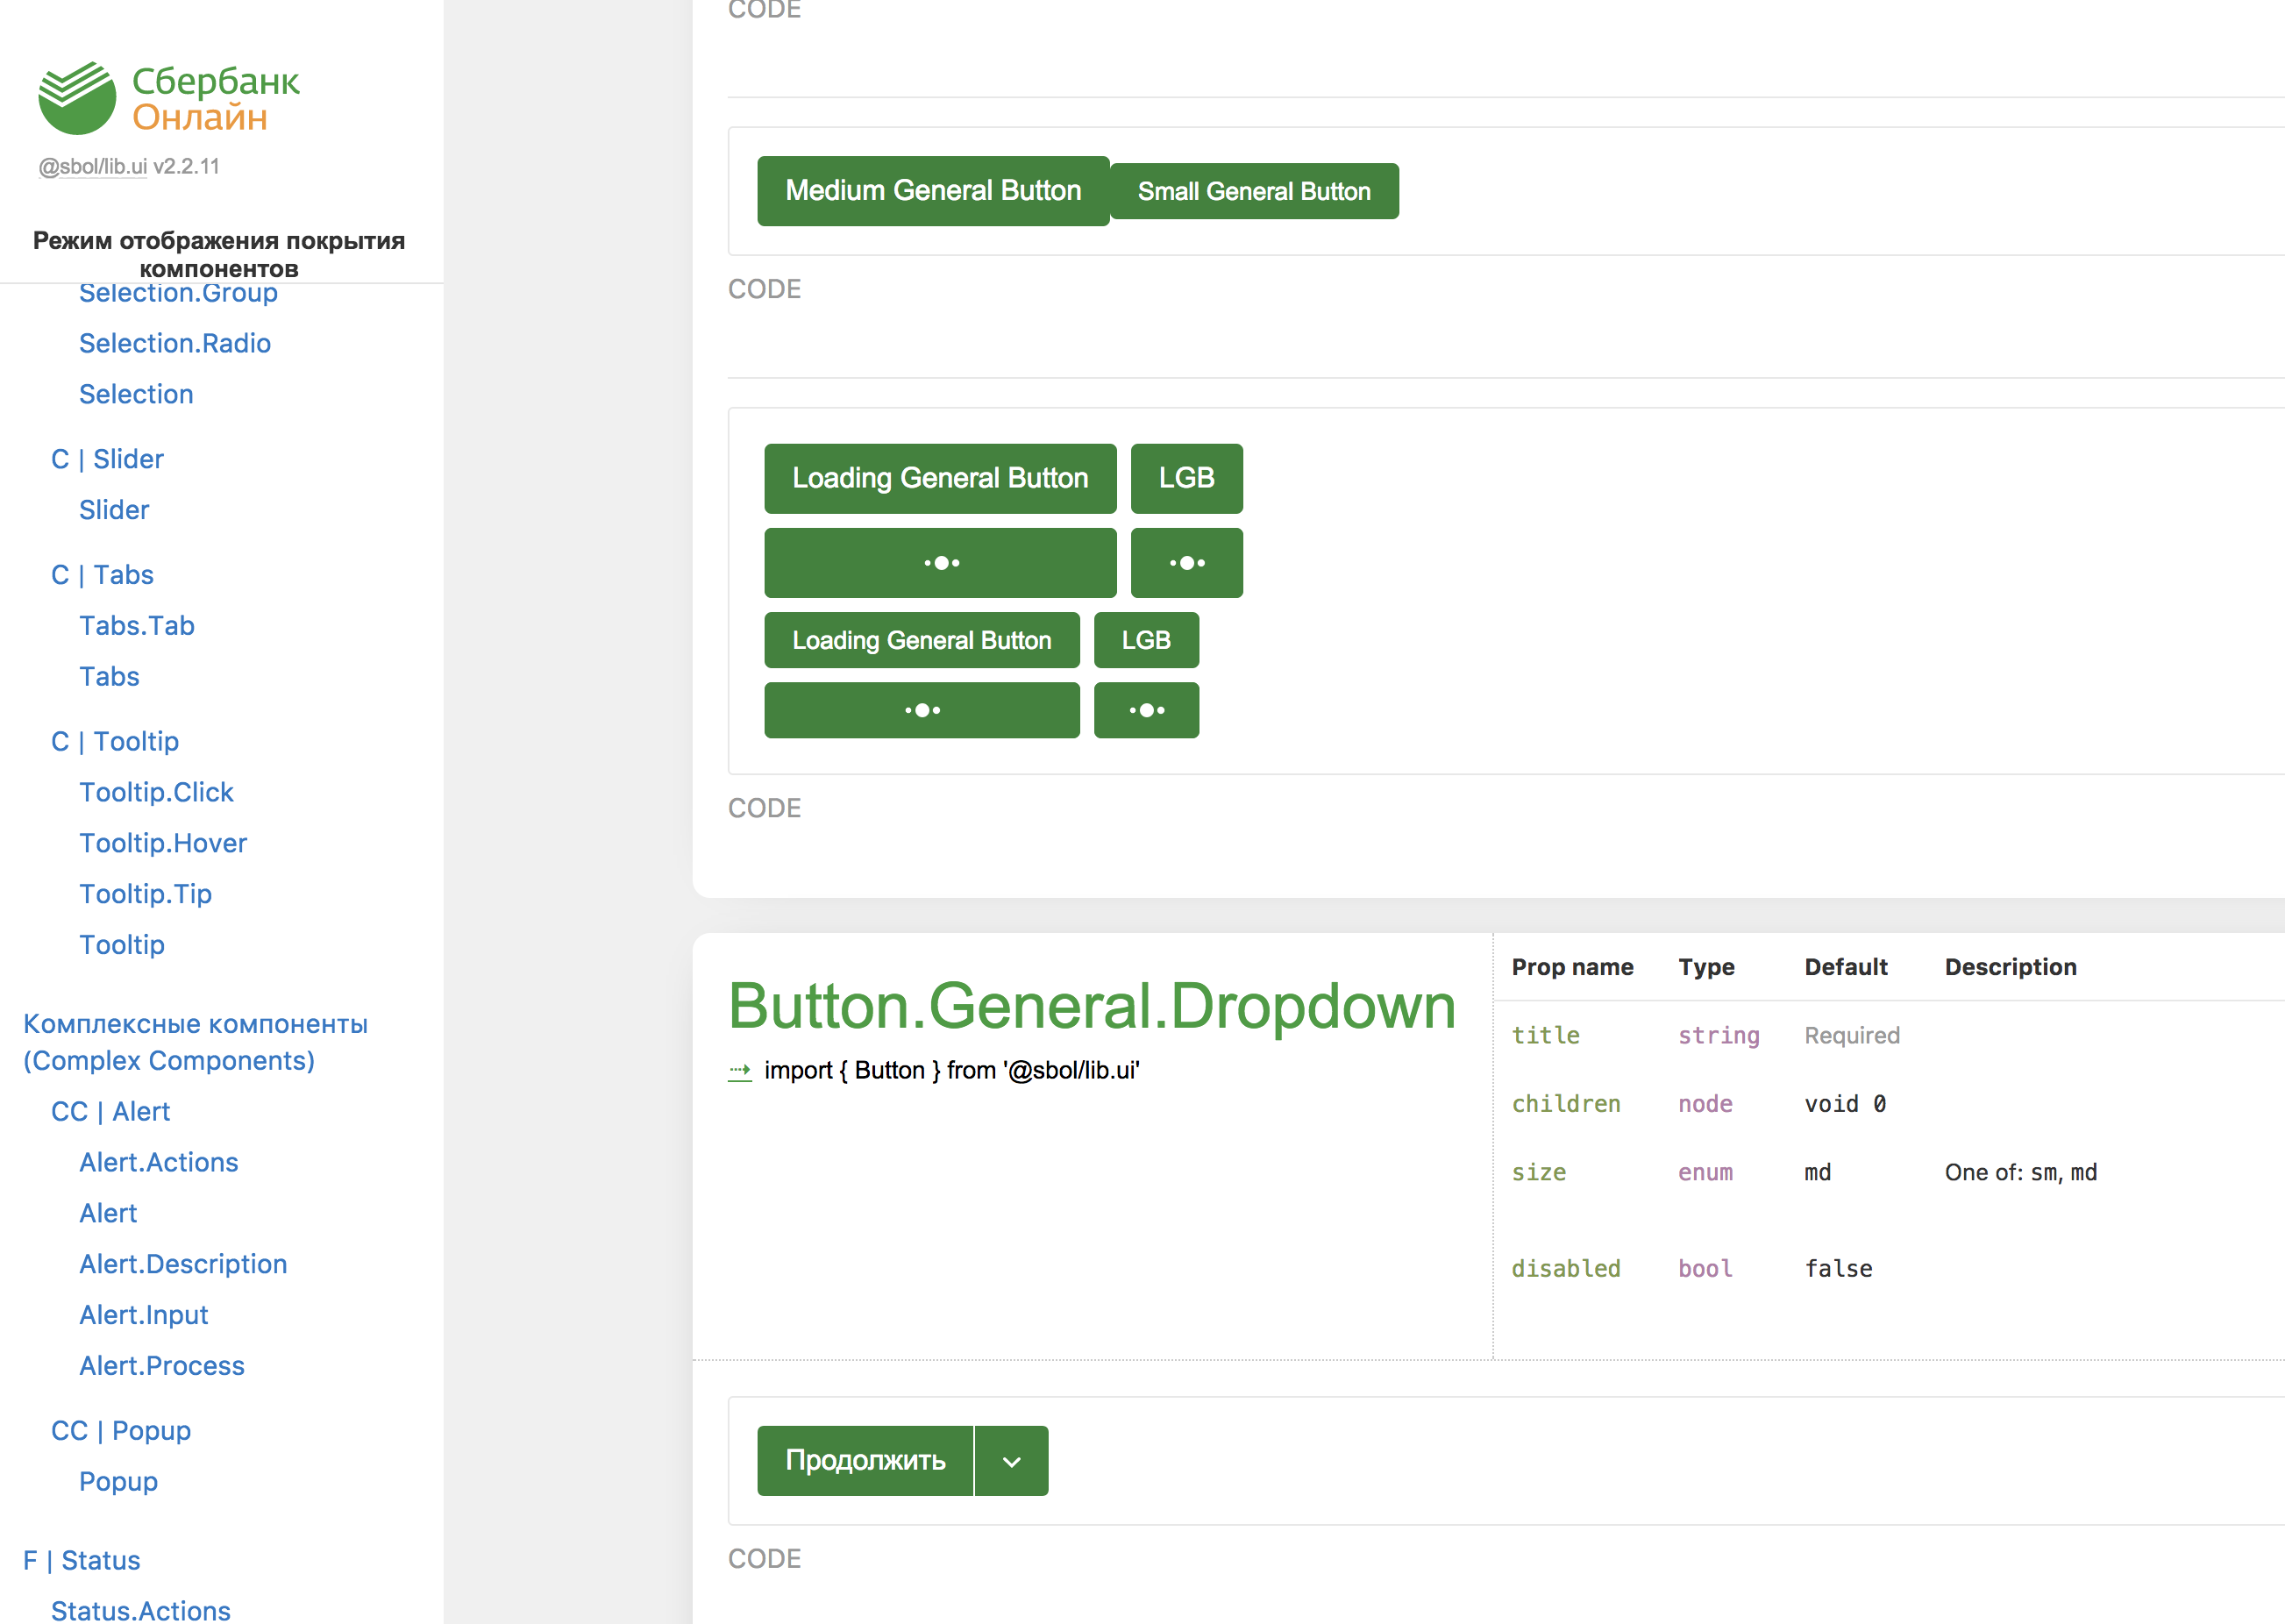 Сбербанк
Онлайн
@sbol/lib.ui v2.2.11
Режим отображения покрытия
компонентов
Selection.Group
Selection.Radio
Selection
C | Slider
Slider
C | Tabs
Tabs.Tab
Tabs
C | Tooltip
Tooltip.Click
Tooltip.Hover
Tooltip.Tip
Tooltip
Комплексные компоненты
(Complex Components)
CC | Alert
Alert.Actions
Alert
Alert.Description
Alert.Input
Alert.Process
CC | Popup
Popup
F | Status
Status.Actions
CODE
Medium General Button Small General Button
CODE
Loading General Button LGB
Loading General Button LGB
CODE
Button.General.Dropdown
import { Button } from '@sbol/lib.ui'
Prop name Type Default Description
title string Required
children node void 0
size enum md One of: sm, md
disabled bool false
Продолжить
CODE